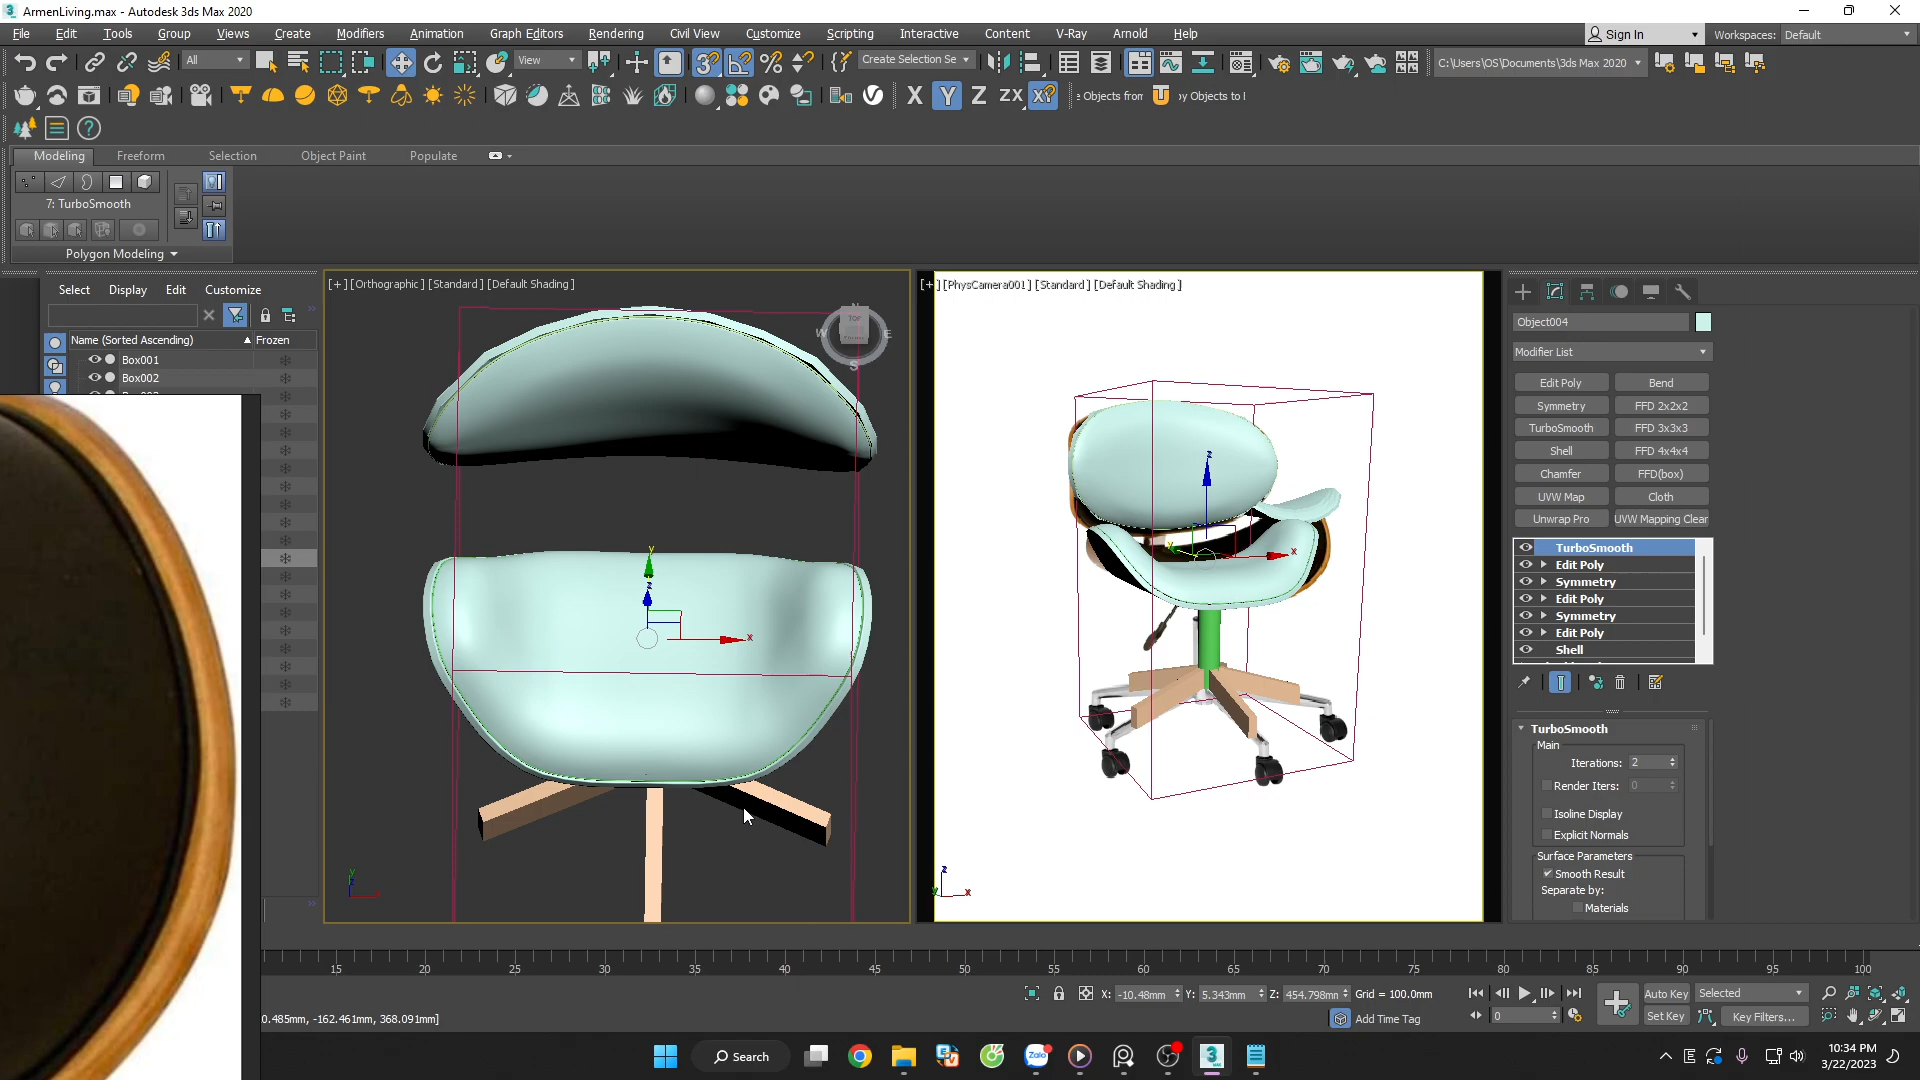 ArmenLiving.max - Autodesk 3ds Max 2020
File Edit Tools Group Views Create Modifiers Animation Graph Editors Rendering Civil View Customize Scripting Interactive Content V-Ray Arnold Help
Sign In Workspaces: Default
All View Create Selection Se C:\Users\OS\Documents\3ds Max 2020
X Y Z ZX XY e Objects from by Objects to l
Modeling Freeform Selection Object Paint Populate
7: TurboSmooth
Polygon Modeling
Select Display Edit Customize
Name (Sorted Ascending) Frozen
Box001
Box002
[+] [Orthographic] [Standard] [Default Shading]
TOP
N
W E
S
z
y
x
[+] [PhysCamera001] [Standard] [Default Shading]
z
y
x
Object004
Modifier List
Edit Poly Bend
Symmetry FFD 2x2x2
TurboSmooth FFD 3x3x3
Shell FFD 4x4x4
Chamfer FFD(box)
UVW Map Cloth
Unwrap Pro UVW Mapping Clear
TurboSmooth
Edit Poly
Symmetry
Edit Poly
Symmetry
Edit Poly
Shell
TurboSmooth
Main
Iterations: 2
Render Iters: 0
Isoline Display
Explicit Normals
Surface Parameters
Smooth Result
Separate by:
Materials
15 20 25 30 35 40 45 50 55 60 65 70 75 80 85 90 95 100
X: -10.48mm Y: 5.343mm Z: 454.798mm Grid = 100.0mm
Auto Key Selected
0.485mm, -162.461mm, 368.091mm]
Add Time Tag
0
Set Key Key Filters...
Search
Zalo
10:34 PM
3/22/2023